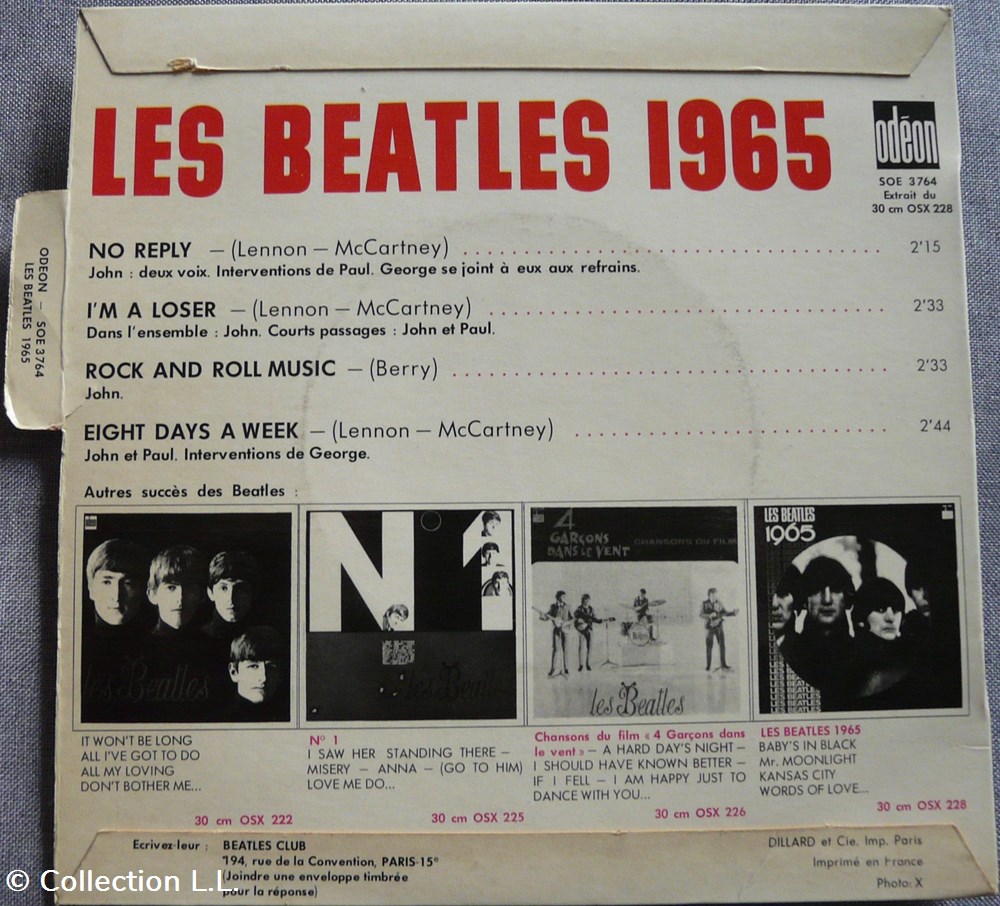 LES BEATLES 1965
odéon
SOE 3764
Extrait du
30 cm OSX 228
ODEON – SOE 3764
LES BEATLES 1965
NO REPLY – (Lennon – McCartney) ........ 2'15
John : deux voix. Interventions de Paul. George se joint à eux aux refrains.
I'M A LOSER – (Lennon – McCartney) ........ 2'33
Dans l'ensemble : John. Courts passages : John et Paul.
ROCK AND ROLL MUSIC – (Berry) ........ 2'33
John.
EIGHT DAYS A WEEK – (Lennon – McCartney) ........ 2'44
John et Paul. Interventions de George.
Autres succès des Beatles :
les Beatles
N 1
les Beatles
4
GARÇONS
DANS LE VENT
CHANSONS DU FILM
les Beatles
LES BEATLES
1965
IT WON'T BE LONG
ALL I'VE GOT TO DO
ALL MY LOVING
DON'T BOTHER ME...
30 cm OSX 222
N° 1
I SAW HER STANDING THERE –
MISERY – ANNA – (GO TO HIM)
LOVE ME DO...
30 cm OSX 225
Chansons du film « 4 Garçons dans
le vent » – A HARD DAY'S NIGHT –
I SHOULD HAVE KNOWN BETTER –
IF I FELL – I AM HAPPY JUST TO
DANCE WITH YOU...
30 cm OSX 226
LES BEATLES 1965
BABY'S IN BLACK
Mr. MOONLIGHT
KANSAS CITY
WORDS OF LOVE...
30 cm OSX 228
Ecrivez-leur : BEATLES CLUB
194, rue de la Convention, PARIS-15°
(Joindre une enveloppe timbrée
pour la réponse)
DILLARD et Cie. Imp. Paris
Imprimé en France
Photo: X
© Collection L.L.